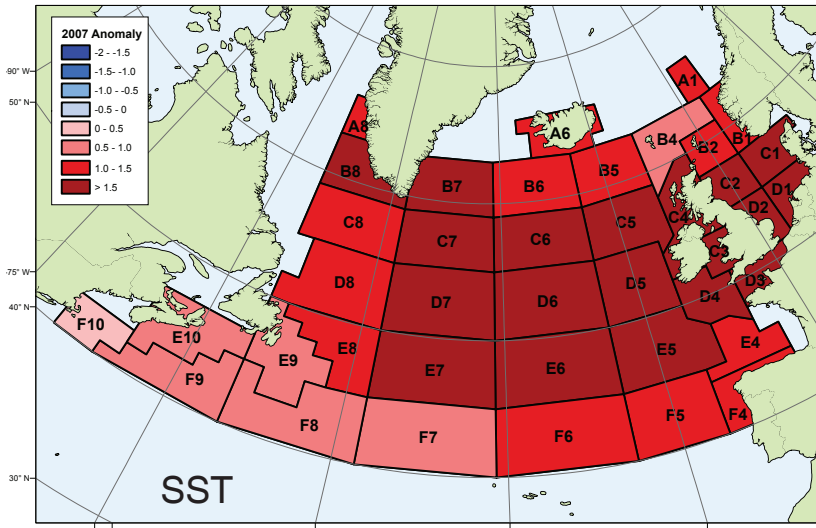 2007 Anomaly
-2 - -1.5
-1.5 - -1.0
-1.0 - -0.5
-0.5 - 0
0 - 0.5
0.5 - 1.0
1.0 - 1.5
> 1.5
90° W
50° N
75° W
40° N
30° N
A1
A8 A6
B8 B7 B6 B5 B4 B2 B1
C8 C7 C6 C5 C4 C3 C2 C1
D8 D7 D6 D5 D4 D3 D2 D1
E10 E9 E8 E7 E6 E5 E4
F10 F9 F8 F7 F6 F5 F4
SST